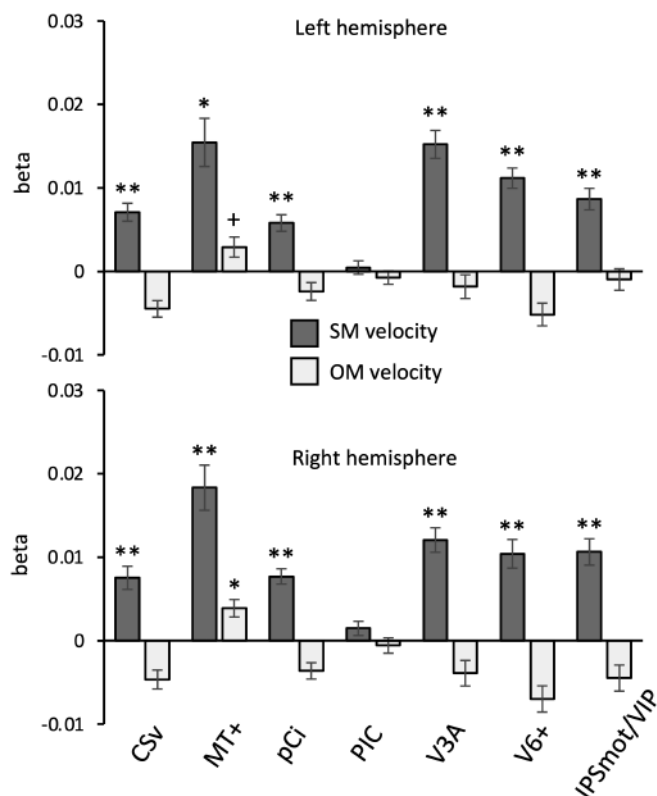 0.03
Left hemisphere
0.02
*
**
**
**
**
beta
**
0.01
+
0
SM velocity
OM velocity
-0.01
0.03
Right hemisphere
0.02
**
**
**
**
beta
**
**
0.01
*
0
-0.01
CSv
MT+
pCi
PIC
V3A
V6+
IPSmot/VIP